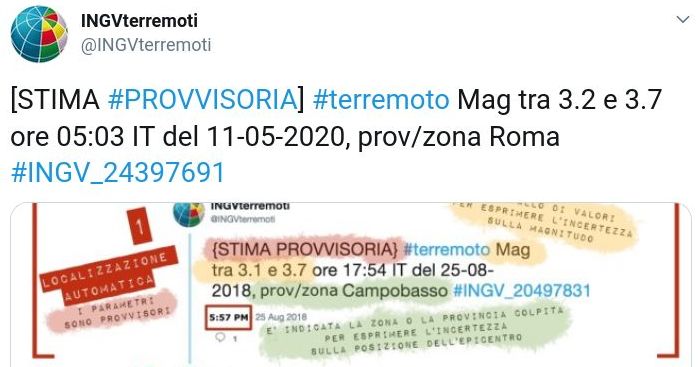 INGVterremoti
@INGVterremoti
[STIMA #PROVVISORIA] #terremoto Mag tra 3.2 e 3.7
ore 05:03 IT del 11-05-2020, prov/zona Roma
#INGV_24397691
INGVterremoti
@INGVterremoti
DI VALORI
PER ESPRIMERE L'INCERTEZZA
SULLA MAGNITUDO
1
LOCALIZZAZIONE
AUTOMATICA
I PARAMETRI
SONO PROVVISORI
{STIMA PROVVISORIA} #terremoto Mag
tra 3.1 e 3.7 ore 17:54 IT del 25-08-
2018, prov/zona Campobasso #INGV_20497831
5:57 PM 25 Aug 2018
1
E' INDICATA LA ZONA O LA PROVINCIA COLPITA
PER ESPRIMERE L'INCERTEZZA
SULLA POSIZIONE DELL'EPICENTRO